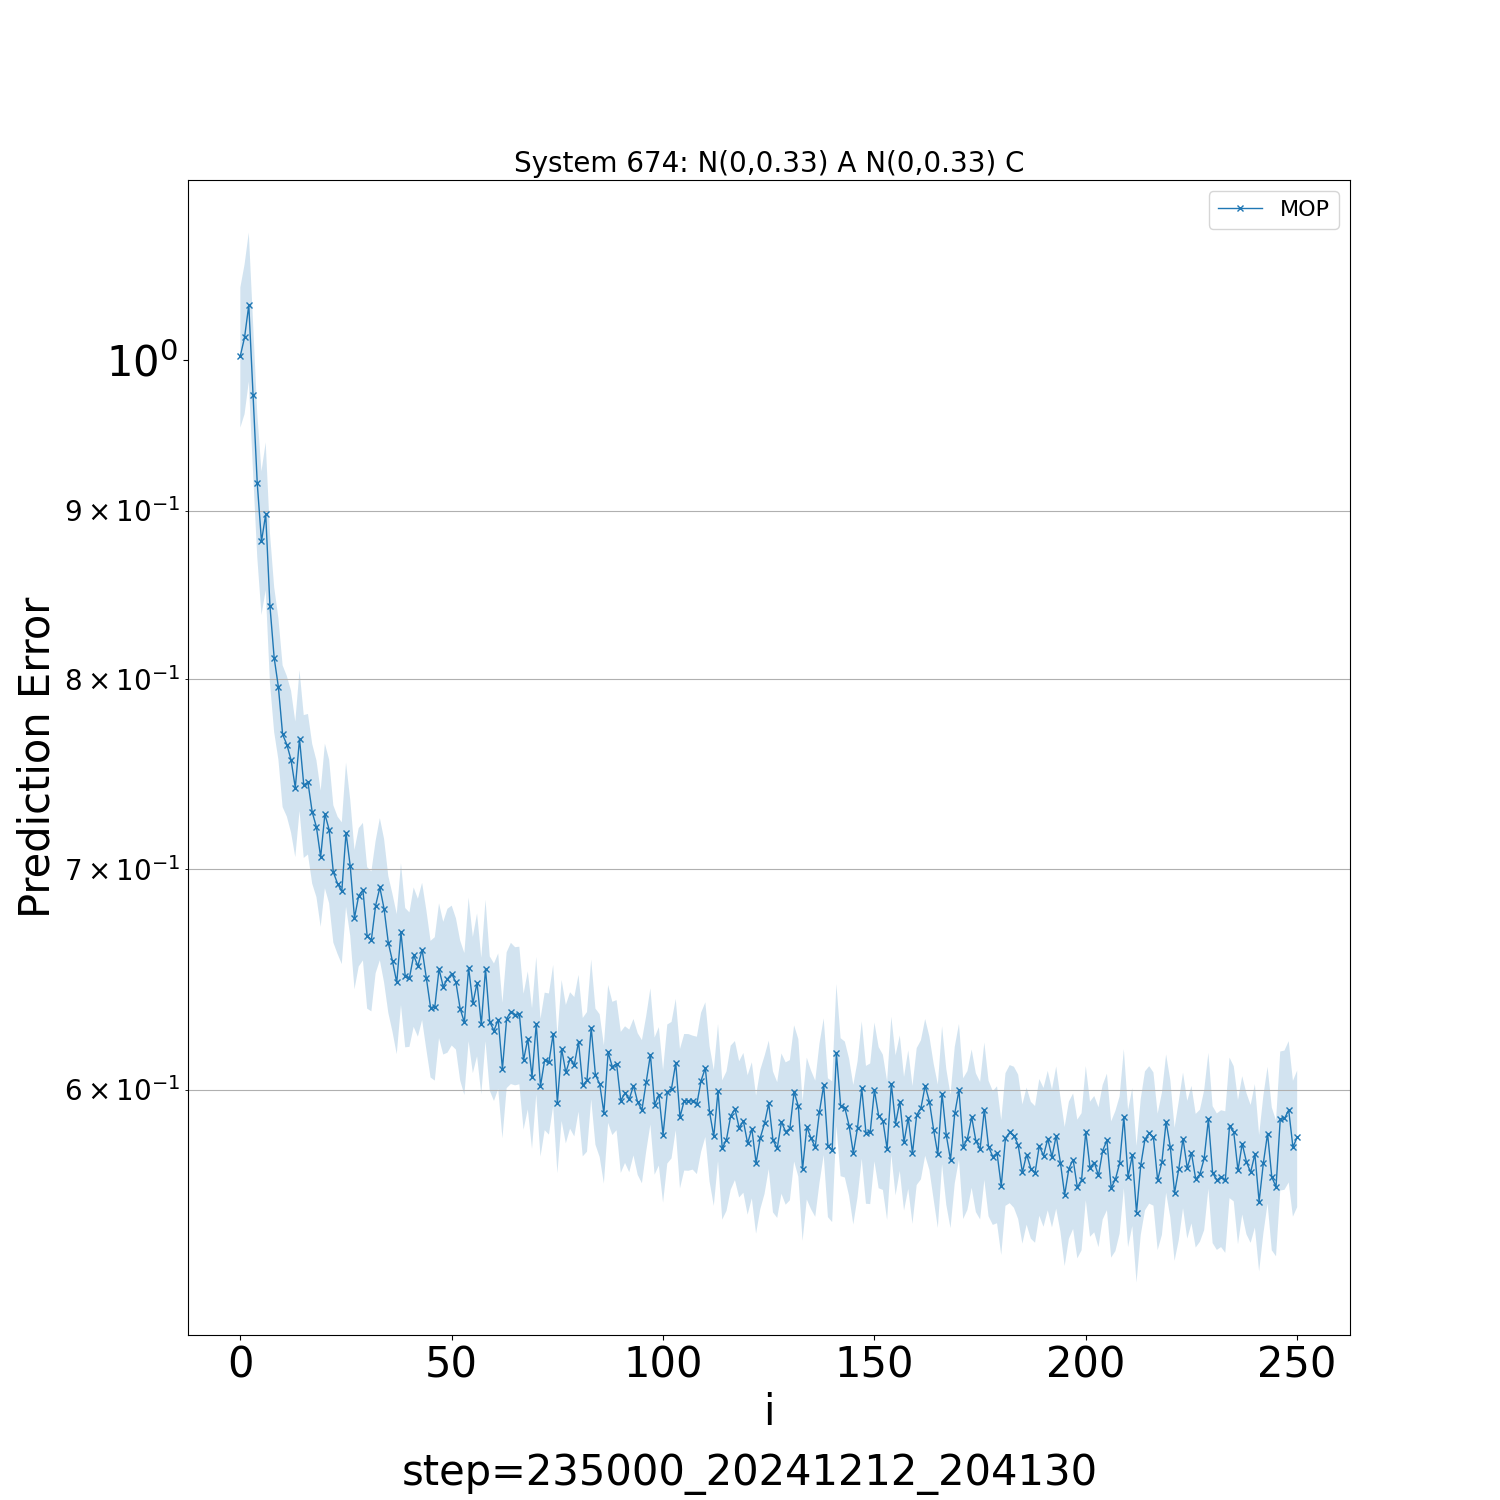 System 674: N(0,0.33) A N(0,0.33) C
MOP
10⁰
9 × 10⁻¹
8 × 10⁻¹
7 × 10⁻¹
6 × 10⁻¹
Prediction Error
0 50 100 150 200 250
i
step=235000_20241212_204130